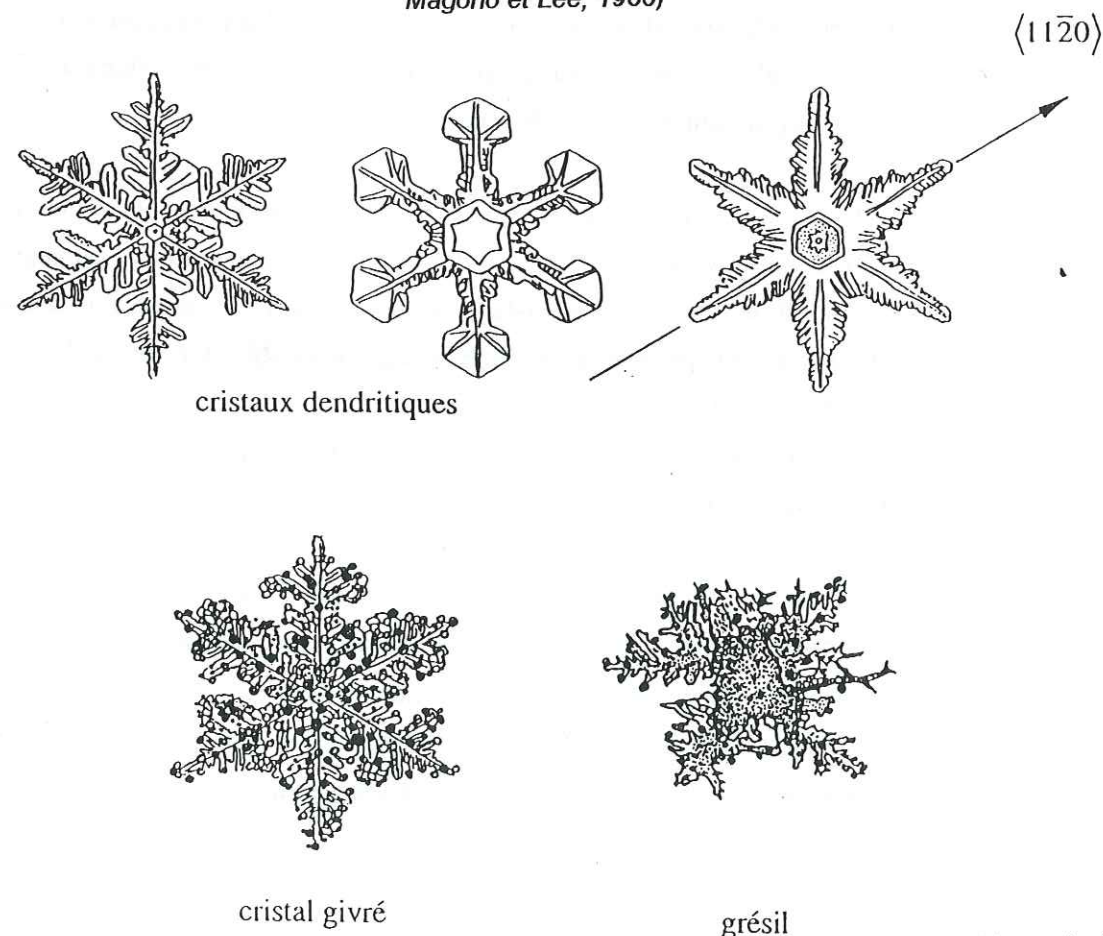 Magono et Lee, 1966)
⟨112̅0⟩
cristaux dendritiques
cristal givré
grésil